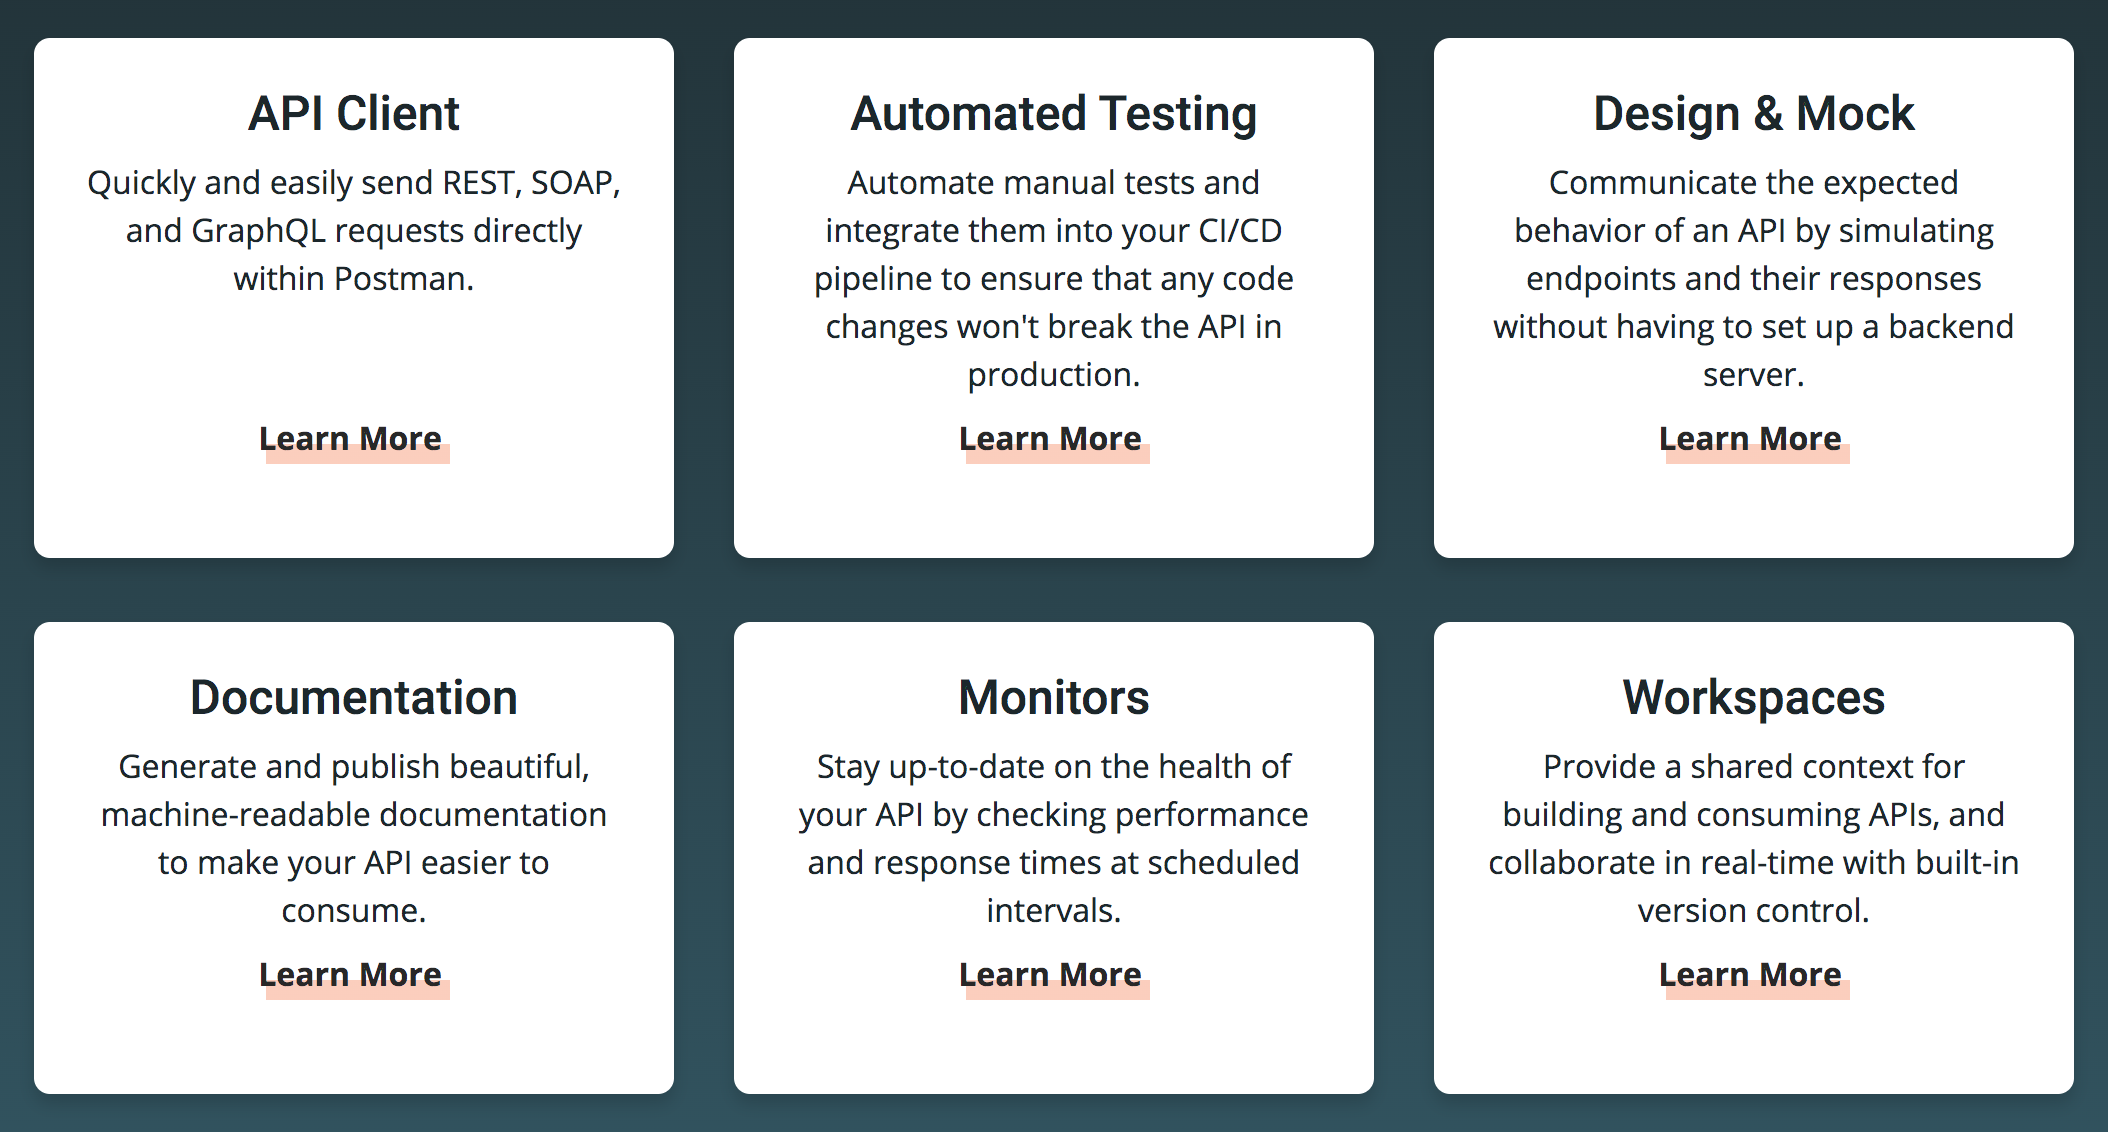 API Client
Quickly and easily send REST, SOAP,
and GraphQL requests directly
within Postman.
Learn More
Automated Testing
Automate manual tests and
integrate them into your CI/CD
pipeline to ensure that any code
changes won't break the API in
production.
Learn More
Design & Mock
Communicate the expected
behavior of an API by simulating
endpoints and their responses
without having to set up a backend
server.
Learn More
Documentation
Generate and publish beautiful,
machine-readable documentation
to make your API easier to
consume.
Learn More
Monitors
Stay up-to-date on the health of
your API by checking performance
and response times at scheduled
intervals.
Learn More
Workspaces
Provide a shared context for
building and consuming APIs, and
collaborate in real-time with built-in
version control.
Learn More